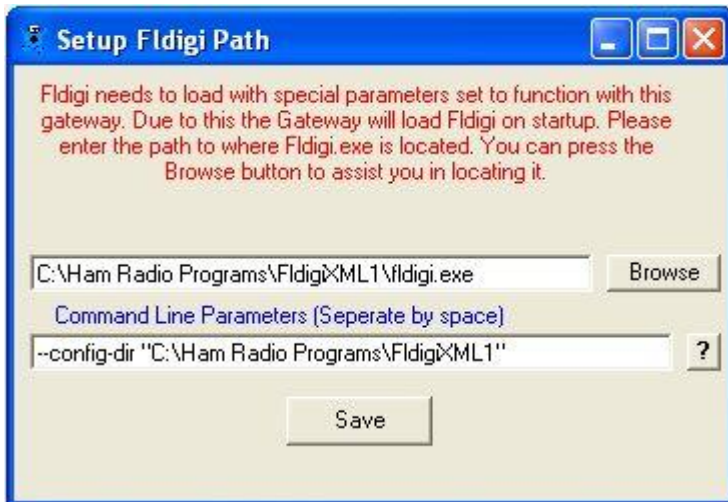 Setup Fldigi Path
Fldigi needs to load with special parameters set to function with this
gateway. Due to this the Gateway will load Fldigi on startup. Please
enter the path to where Fldigi.exe is located. You can press the
Browse button to assist you in locating it.
C:\Ham Radio Programs\FldigiXML1\fldigi.exe
Browse
Command Line Parameters (Seperate by space)
--config-dir "C:\Ham Radio Programs\FldigiXML1"
?
Save